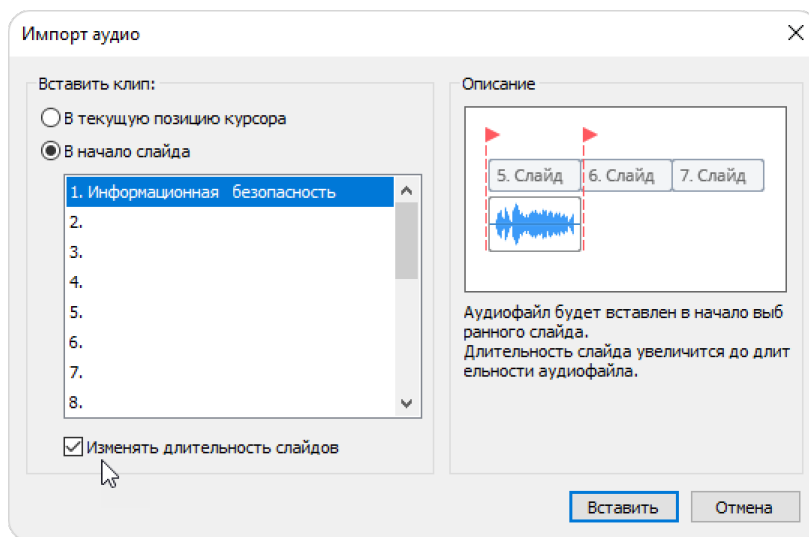 Импорт аудио
Вставить клип:
В текущую позицию курсора
В начало слайда
1. Информационная безопасность
2.
3.
4.
5.
6.
7.
8.
Изменять длительность слайдов
Описание
5. Слайд 6. Слайд 7. Слайд
Аудиофайл будет вставлен в начало выб
ранного слайда.
Длительность слайда увеличится до длит
ельности аудиофайла.
Вставить Отмена